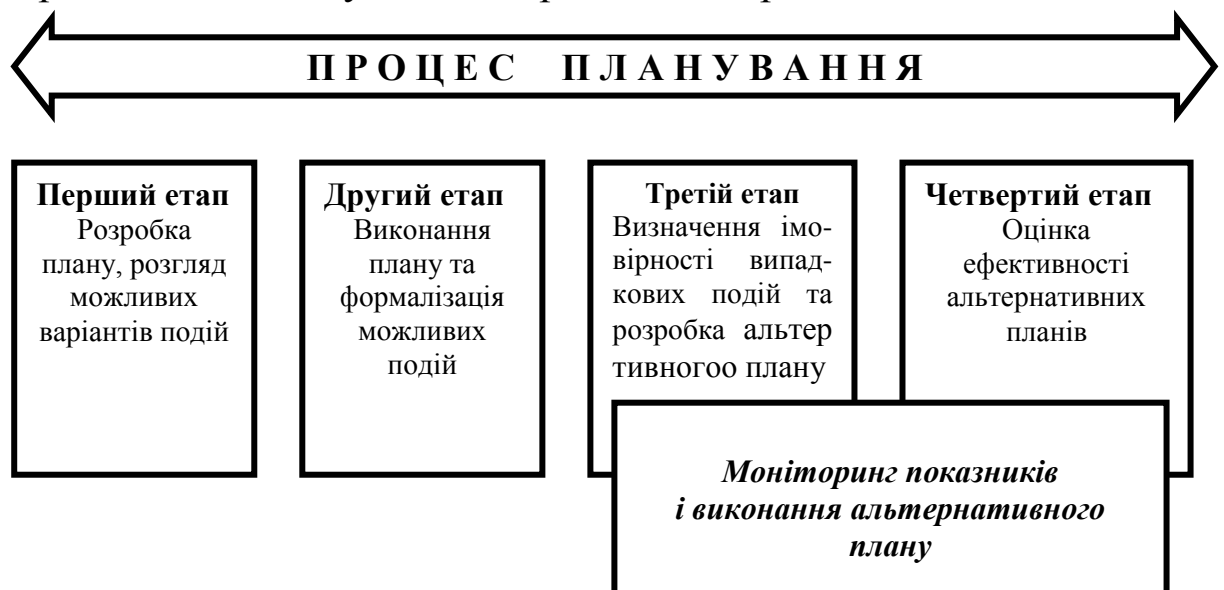 П Р О Ц Е С П Л А Н У В А Н Н Я
Перший етап
Розробка
плану, розгляд
можливих
варіантів подій
Другий етап
Виконання
плану та
формалізація
можливих
подій
Третій етап
Визначення імо-
вірності випад-
кових подій та
розробка альтер
тивногоо плану
Четвертий етап
Оцінка
ефективності
альтернативних
планів
Моніторинг показників
і виконання альтернативного
плану